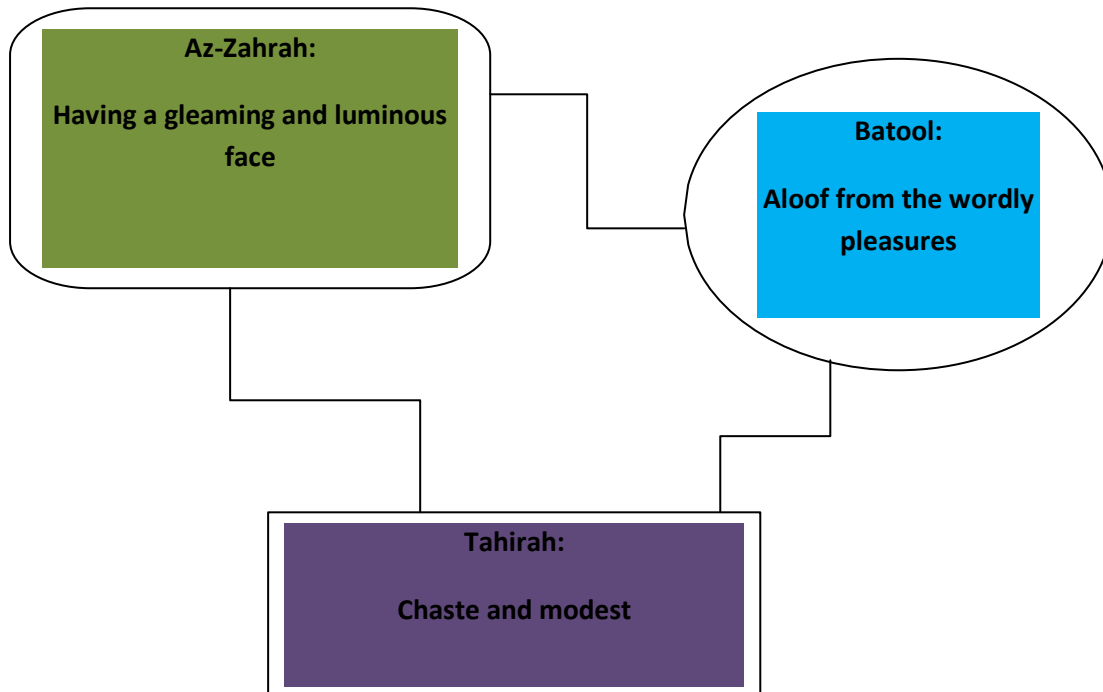 Az-Zahrah:
Having a gleaming and luminous
face
Batool:
Aloof from the wordly
pleasures
Tahirah:
Chaste and modest